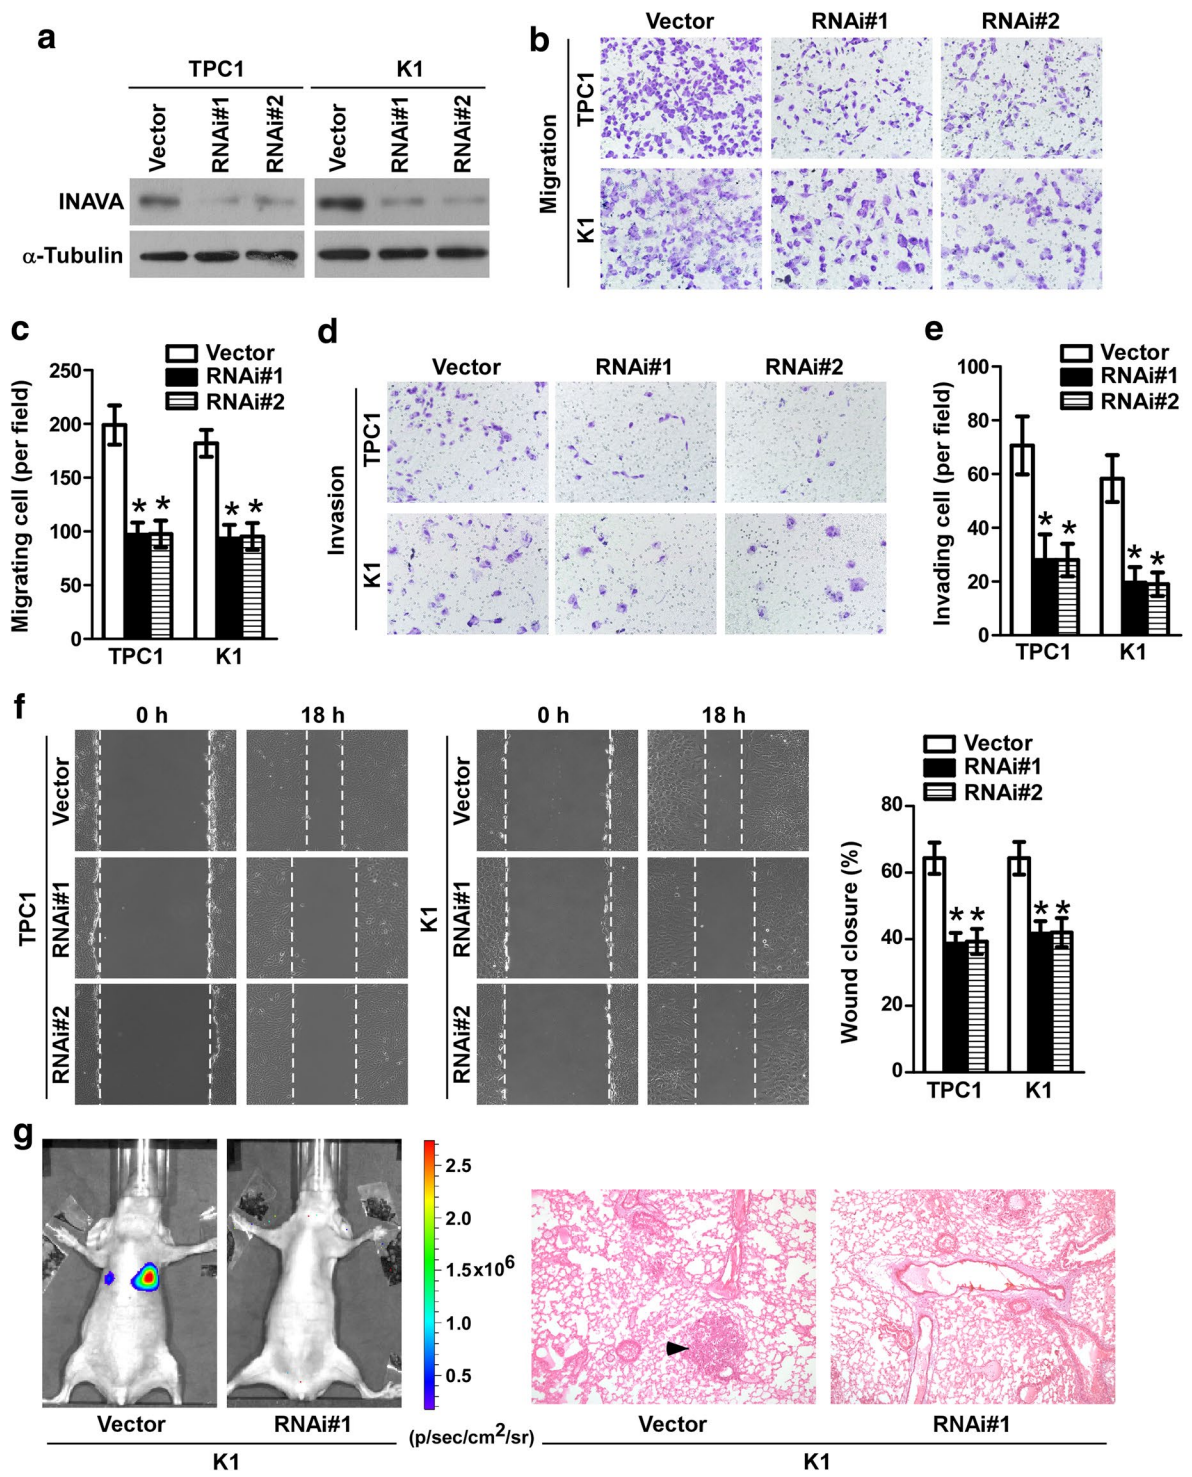 a
TPC1 K1
Vector RNAi#1 RNAi#2 Vector RNAi#1 RNAi#2
INAVA
α-Tubulin
b
Vector RNAi#1 RNAi#2
Migration
TPC1
K1
c
Vector
RNAi#1
RNAi#2
Migrating cell (per field)
250
200
150
100
50
0
* * * *
TPC1 K1
d
Vector RNAi#1 RNAi#2
Invasion
TPC1
K1
e
Vector
RNAi#1
RNAi#2
Invading cell (per field)
100
80
60
40
20
0
* * * *
TPC1 K1
f
0 h 18 h 0 h 18 h
TPC1
Vector
RNAi#1
RNAi#2
K1
Vector
RNAi#1
RNAi#2
Vector
RNAi#1
RNAi#2
Wound closure (%)
80
60
40
20
0
* * * *
TPC1 K1
g
2.5
2.0
1.5x10⁶
1.0
0.5
(p/sec/cm²/sr)
Vector RNAi#1
K1
Vector RNAi#1
K1